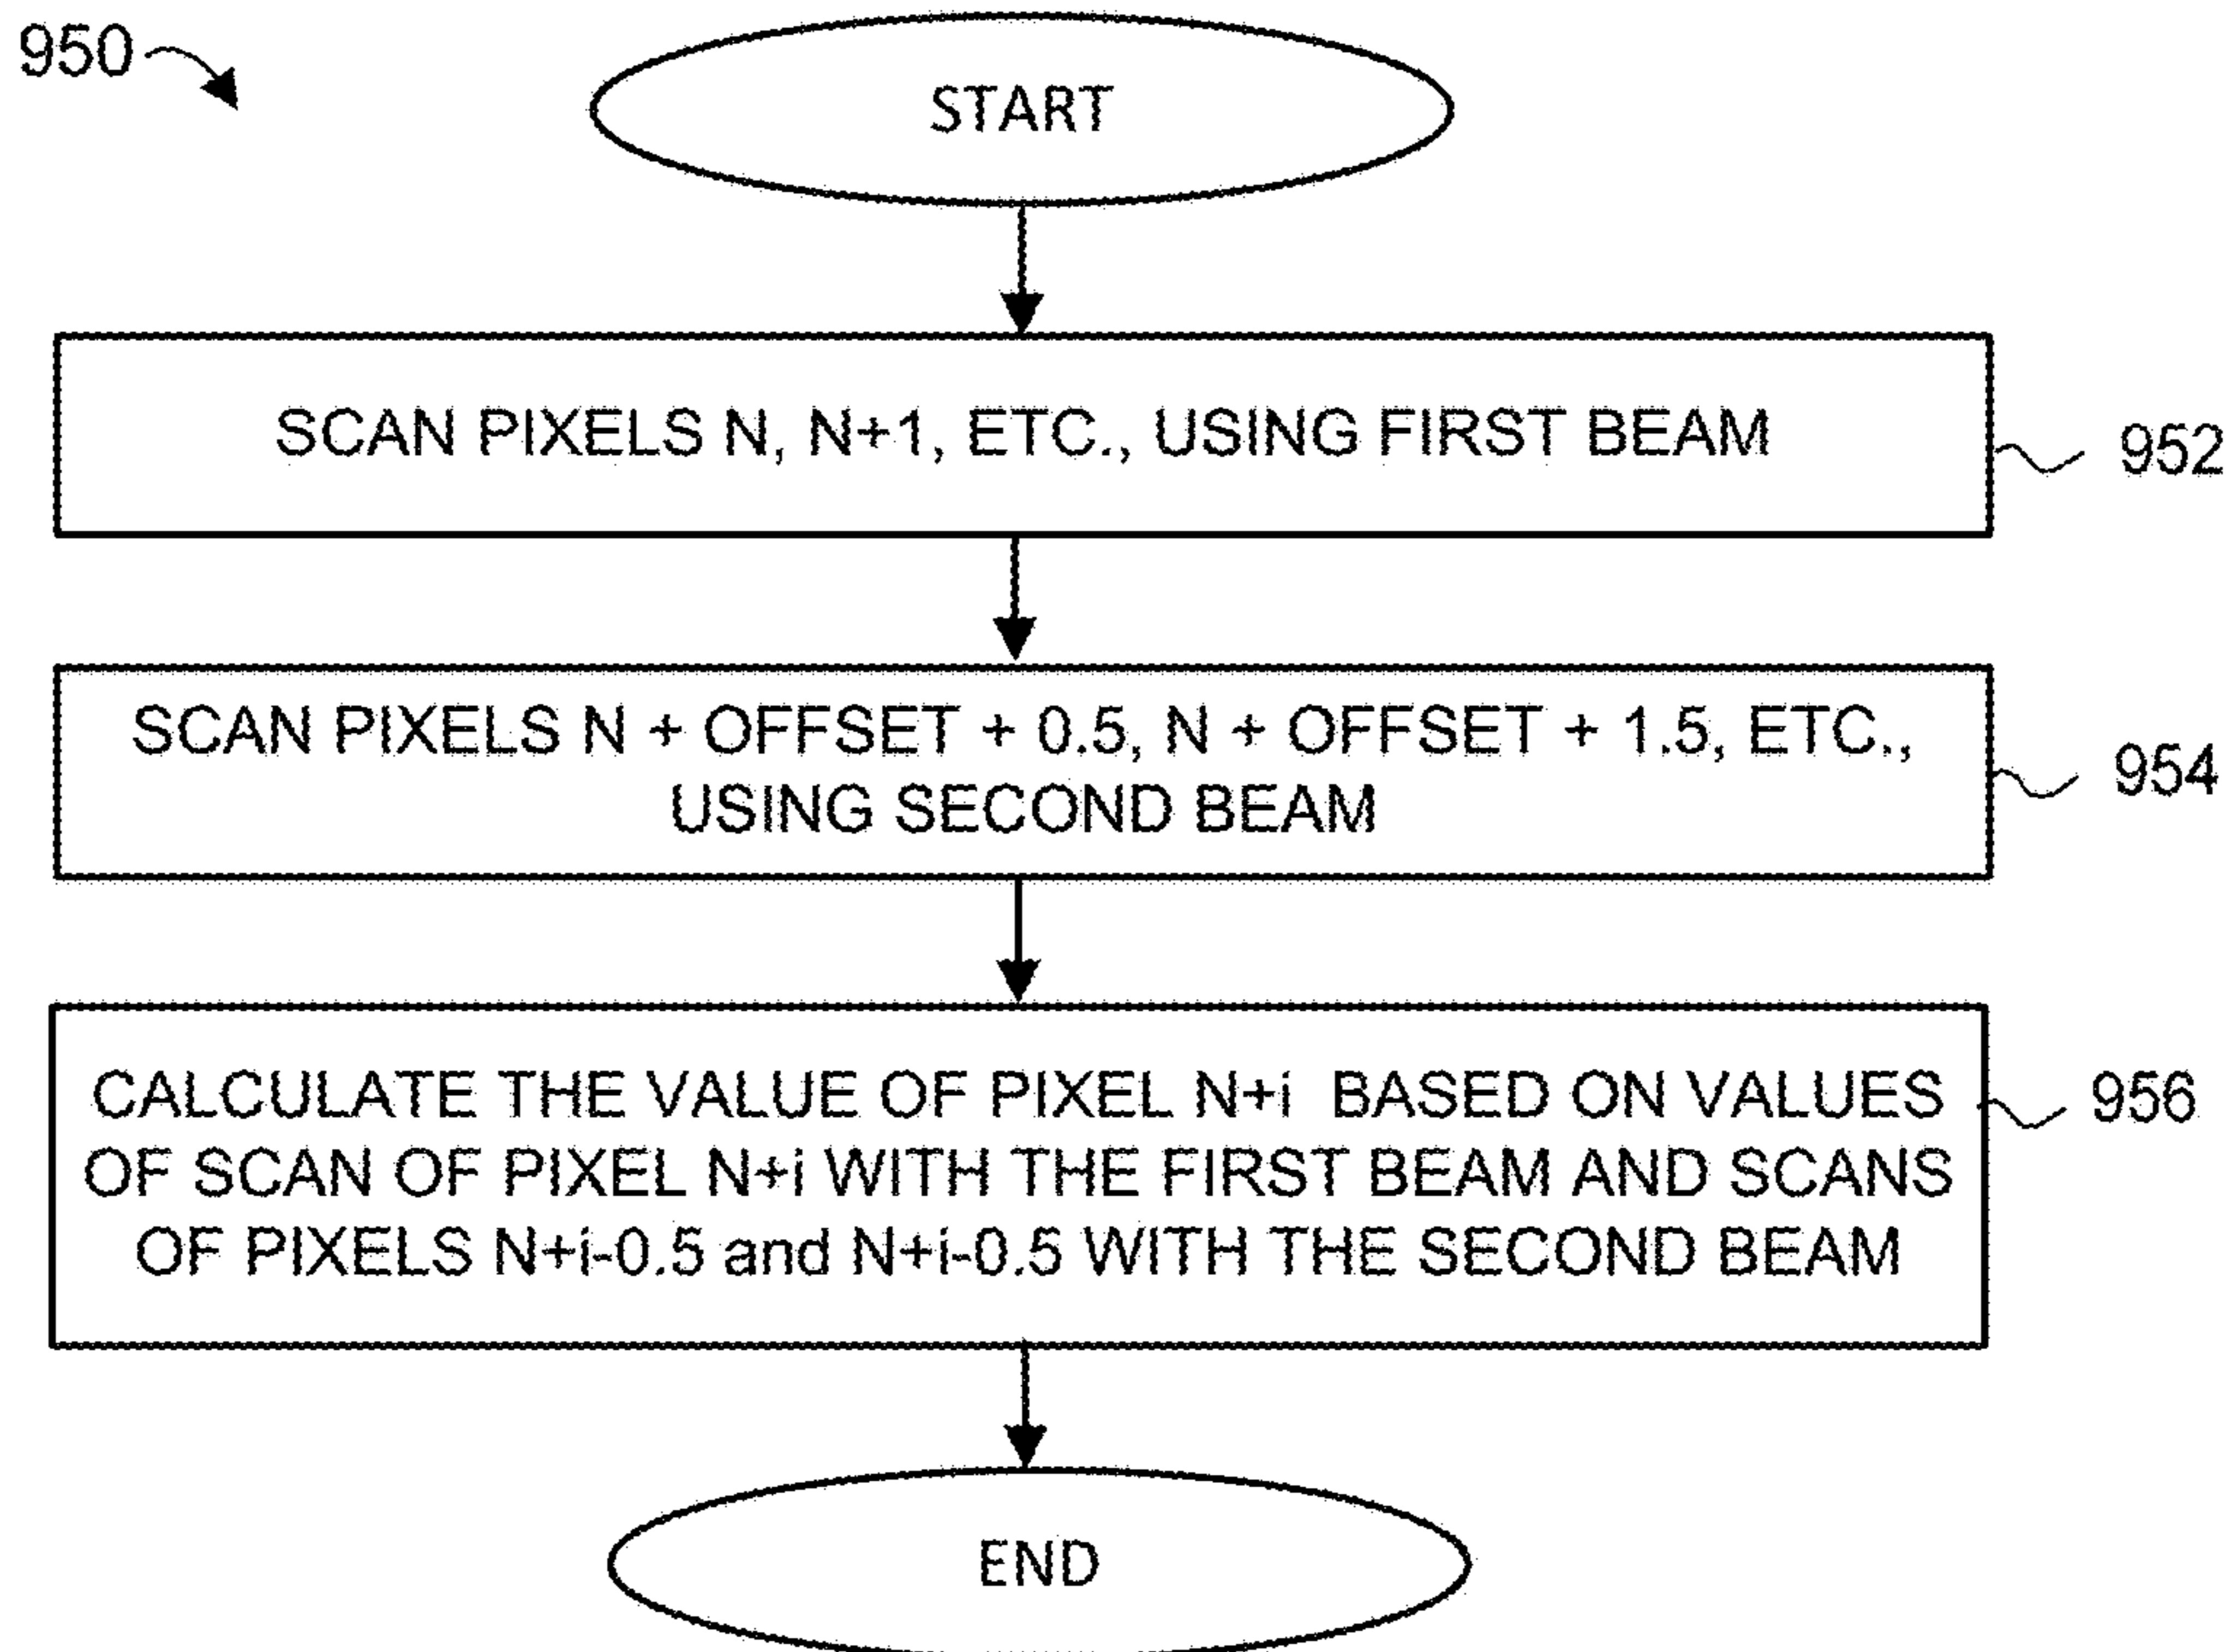 950
START
SCAN PIXELS N, N+1, ETC., USING FIRST BEAM
952
SCAN PIXELS N + OFFSET + 0.5, N + OFFSET + 1.5, ETC.,
USING SECOND BEAM
954
CALCULATE THE VALUE OF PIXEL N+i BASED ON VALUES
OF SCAN OF PIXEL N+i WITH THE FIRST BEAM AND SCANS
OF PIXELS N+i-0.5 and N+i-0.5 WITH THE SECOND BEAM
956
END